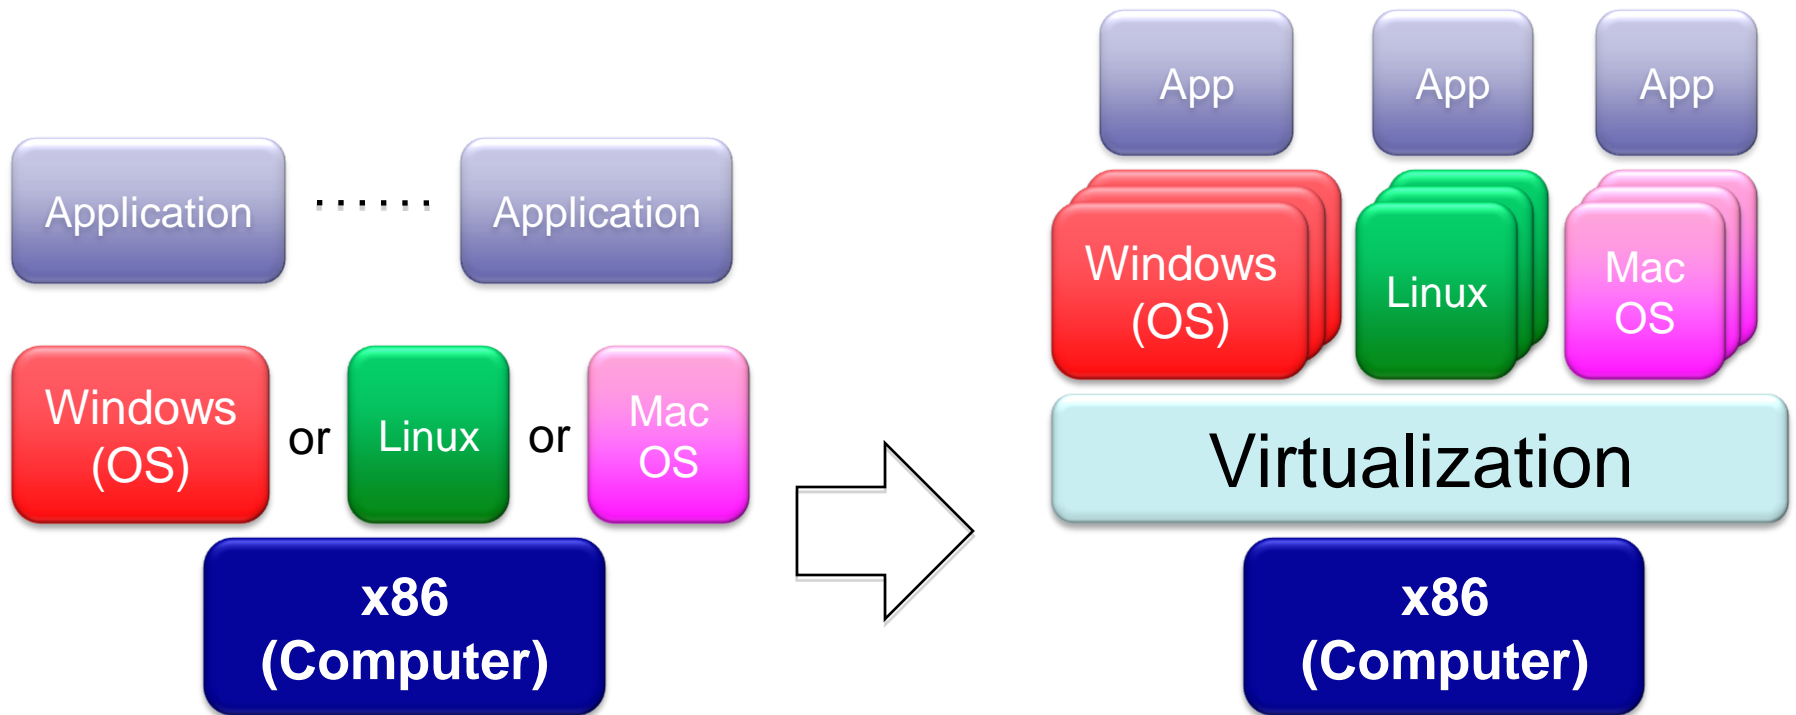 Application
......
Application
Windows
(OS)
or
Linux
or
Mac
OS
x86
(Computer)
App
App
App
Windows
(OS)
Linux
Mac
OS
Virtualization
x86
(Computer)